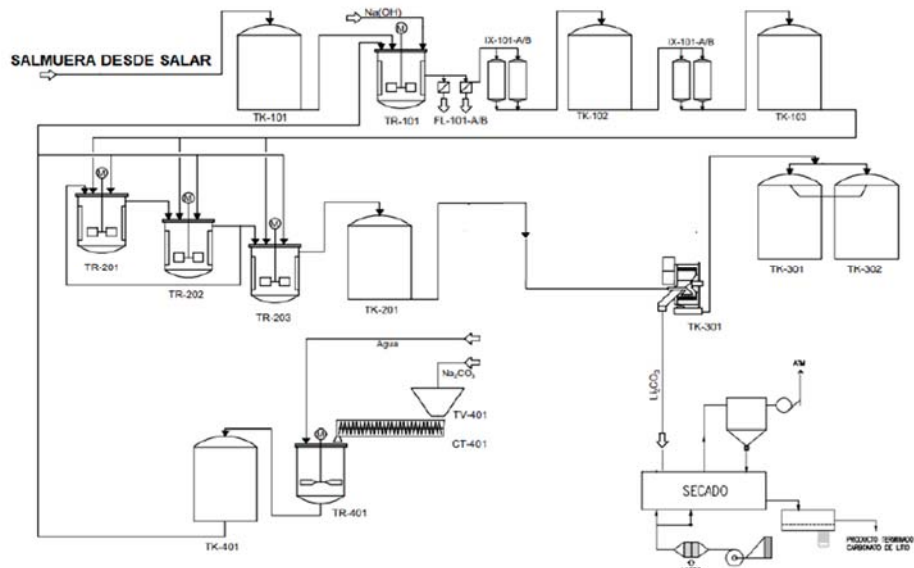 Na(OH)
SALMUERA DESDE SALAR
M
IX-101-A/B
IX-101-A/B
TK-101
TR-101
FL-101-A/B
TK-102
TK-103
M
M
M
TR-201
TR-202
TR-203
TK-201
TK-301
TK-302
TK-301
Agua
Na₂CO₃
TV-401
CT-401
M
TR-401
TK-401
Li₂CO₃
ATM
SECADO
PRODUCTO TERMINADO
CARBONATO DE LITIO